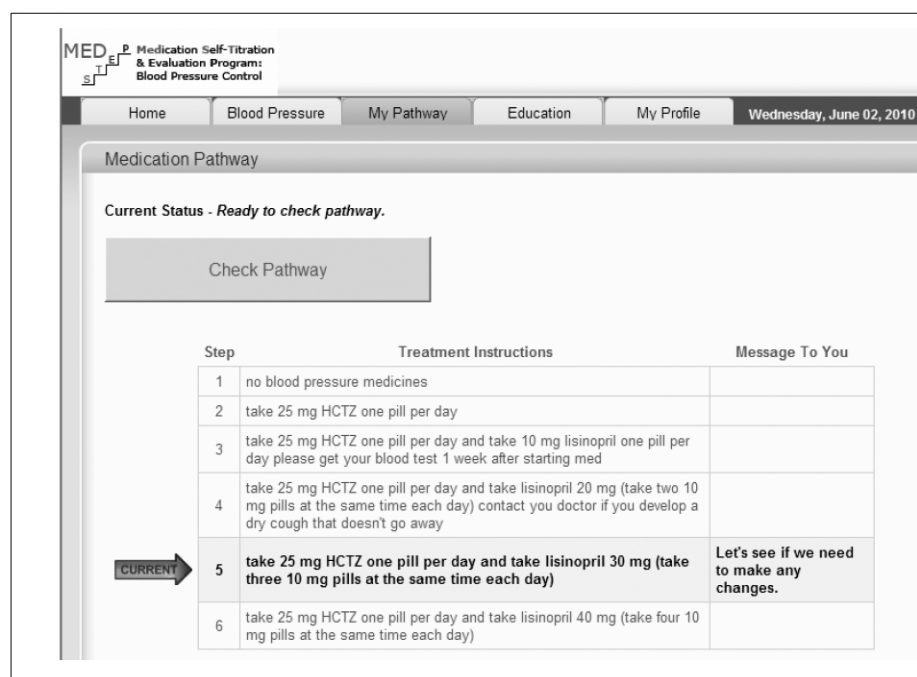 MED
STEP
Medication Self-Titration
& Evaluation Program:
Blood Pressure Control
Home
Blood Pressure
My Pathway
Education
My Profile
Wednesday, June 02, 2010
Medication Pathway
Current Status - Ready to check pathway.
Check Pathway
Step
Treatment Instructions
Message To You
1
no blood pressure medicines
2
take 25 mg HCTZ one pill per day
3
take 25 mg HCTZ one pill per day and take 10 mg lisinopril one pill per
day please get your blood test 1 week after starting med
4
take 25 mg HCTZ one pill per day and take lisinopril 20 mg (take two 10
mg pills at the same time each day) contact you doctor if you develop a
dry cough that doesn't go away
CURRENT
5
take 25 mg HCTZ one pill per day and take lisinopril 30 mg (take
three 10 mg pills at the same time each day)
Let's see if we need
to make any
changes.
6
take 25 mg HCTZ one pill per day and take lisinopril 40 mg (take four 10
mg pills at the same time each day)